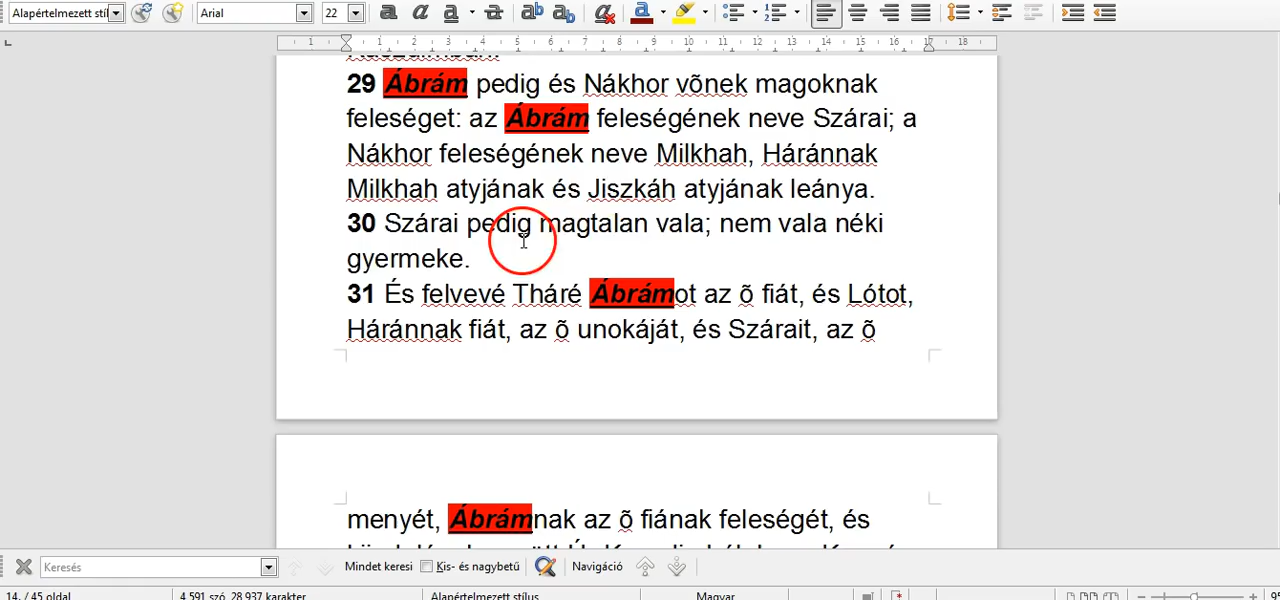 Alapértelmezett stíl Arial 22
1 1 2 3 4 5 6 7 8 9 10 11 12 13 14 15 16 17 18
29 Ábrám pedig és Nákhor võnek magoknak
feleséget: az Ábrám feleségének neve Szárai; a
Nákhor feleségének neve Milkhah, Háránnak
Milkhah atyjának és Jiszkáh atyjának leánya.
30 Szárai pedig magtalan vala; nem vala néki
gyermeke.
31 És felvevé Tháré Ábrámot az õ fiát, és Lótot,
Háránnak fiát, az õ unokáját, és Szárait, az õ
menyét, Ábrámnak az õ fiának feleségét, és
Keresés Mindet keresi Kis- és nagybetű Navigáció
14. / 45 oldal 4 591 szó, 28 937 karakter Alapértelmezett stílus Magyar